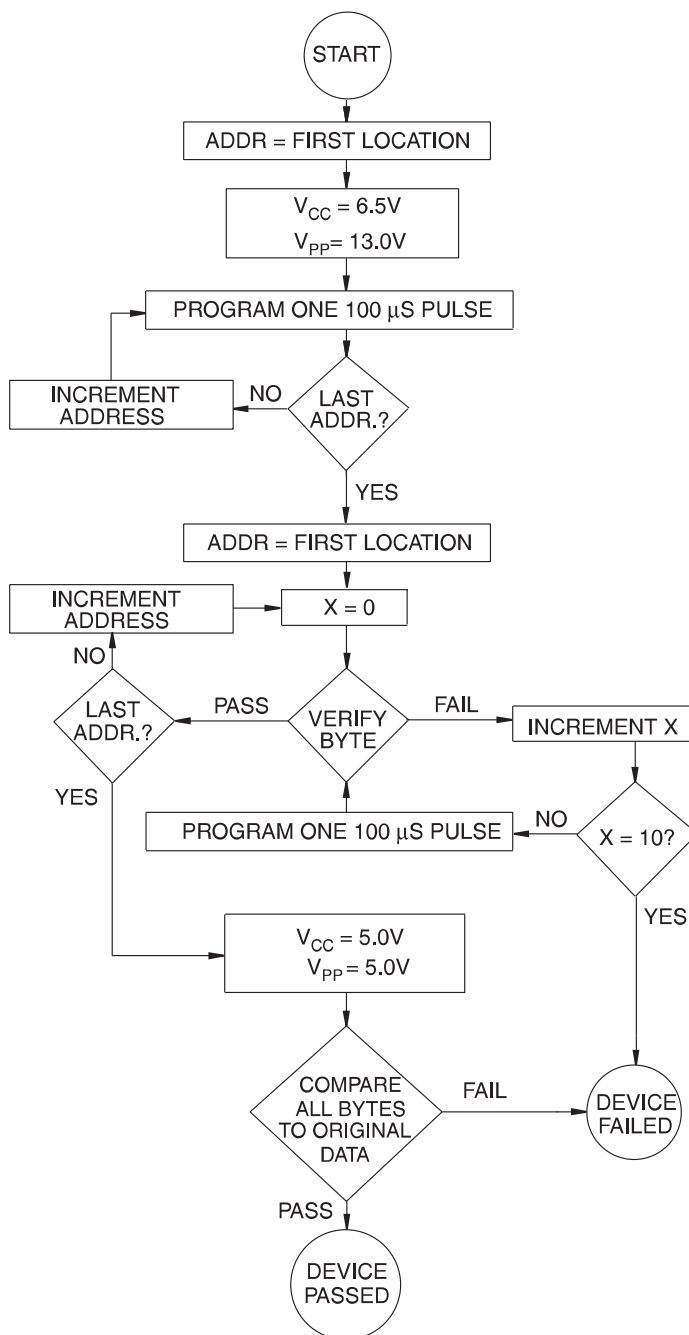 START
ADDR = FIRST LOCATION
VCC = 6.5V
VPP = 13.0V
PROGRAM ONE 100 µS PULSE
INCREMENT
ADDRESS
NO
LAST
ADDR.?
YES
ADDR = FIRST LOCATION
INCREMENT
ADDRESS
X = 0
NO
LAST
ADDR.?
PASS
VERIFY
BYTE
FAIL
INCREMENT X
YES
PROGRAM ONE 100 µS PULSE
NO
X = 10?
YES
VCC = 5.0V
VPP = 5.0V
COMPARE
ALL BYTES
TO ORIGINAL
DATA
FAIL
DEVICE
FAILED
PASS
DEVICE
PASSED